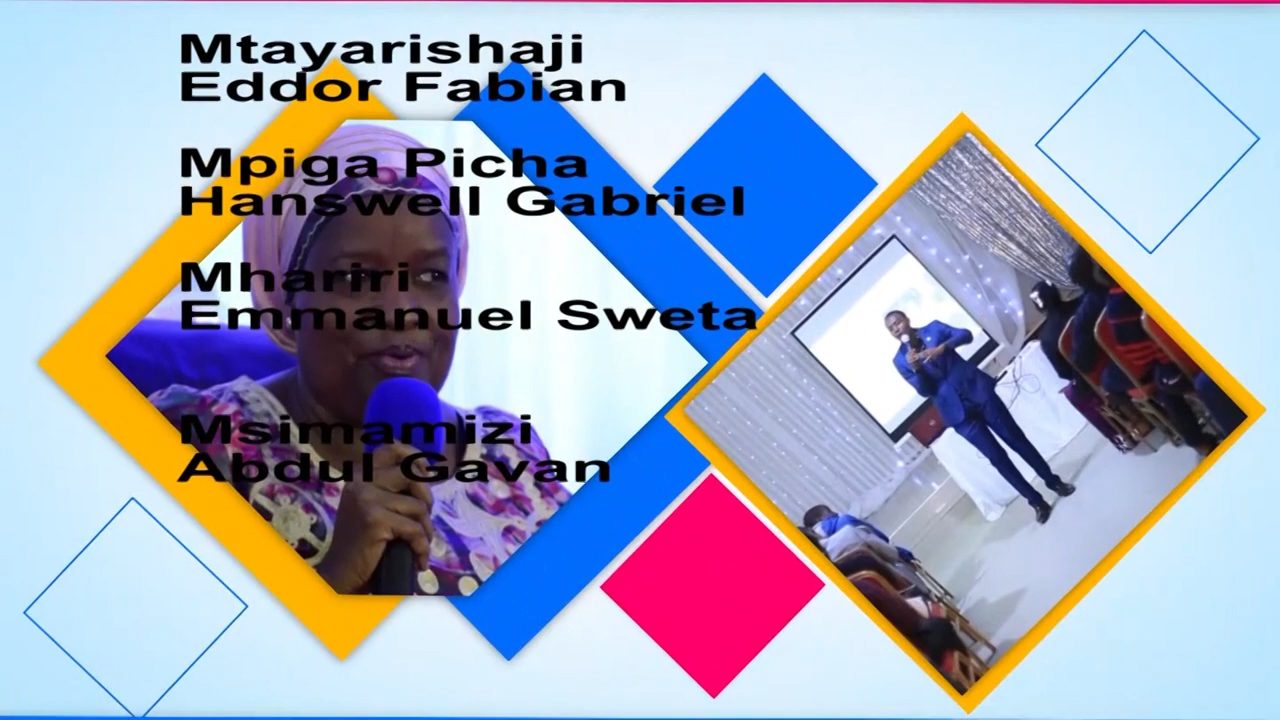 Mtayarishaji
Eddor Fabian
Mpiga Picha
Hanswell Gabriel
Mhariri
Emmanuel Sweta
Msimamizi
Abdul Gavan